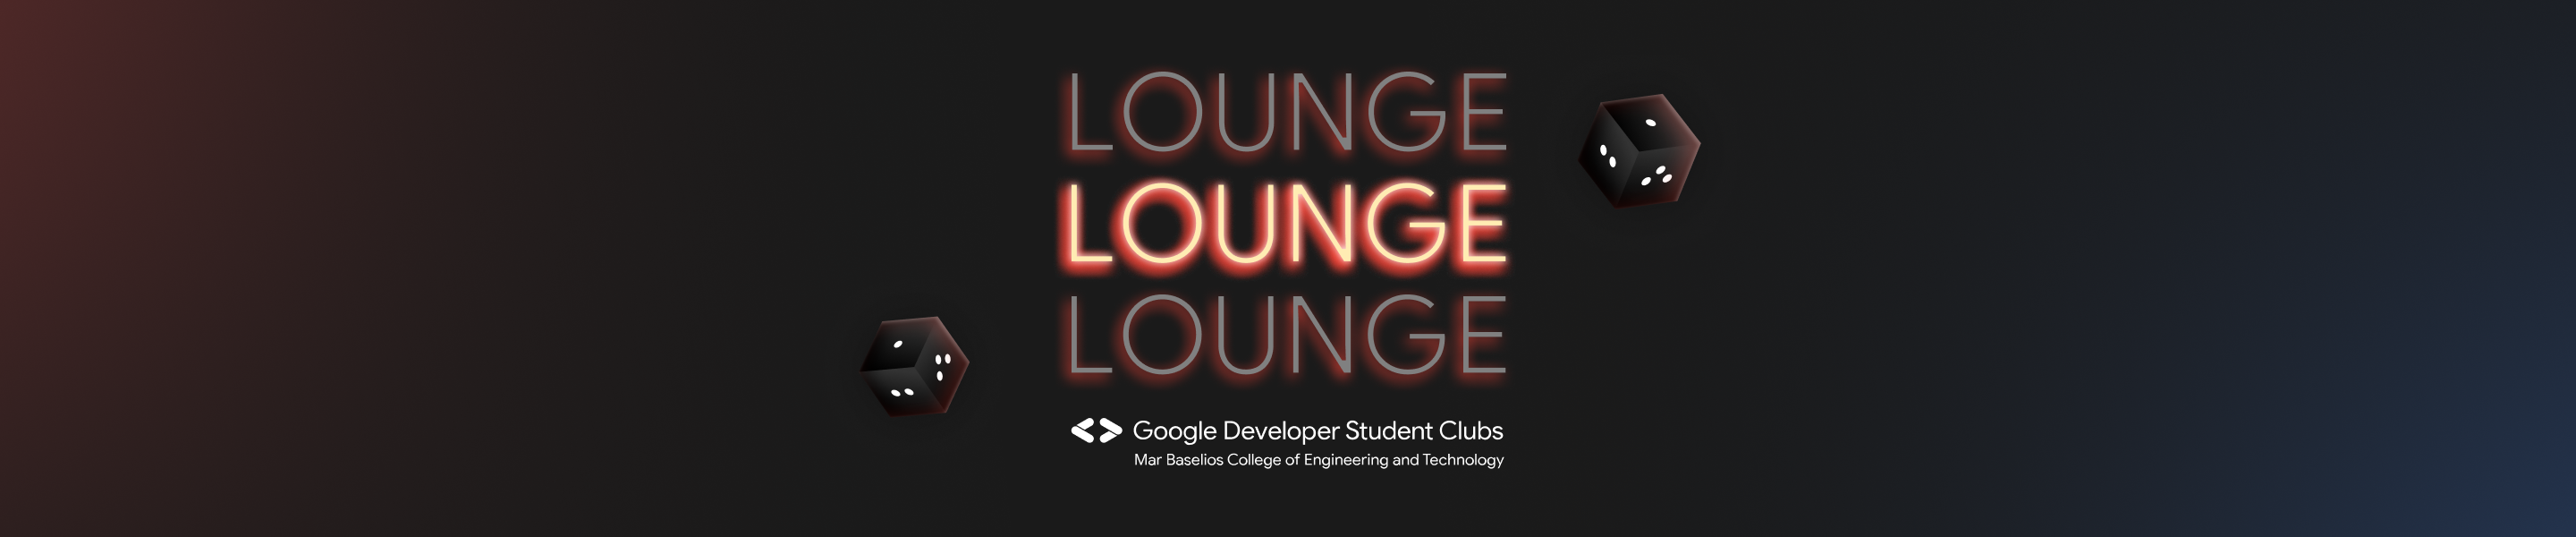 LOUNGE
LOUNGE
LOUNGE
Google Developer Student Clubs
Mar Baselios College of Engineering and Technology